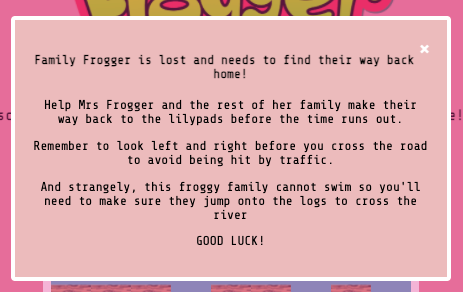 Frogger
×
Family Frogger is lost and needs to find their way back
home!
Help Mrs Frogger and the rest of her family make their
way back to the lilypads before the time runs out.
Remember to look left and right before you cross the road
to avoid being hit by traffic.
And strangely, this froggy family cannot swim so you'll
need to make sure they jump onto the logs to cross the
river
GOOD LUCK!